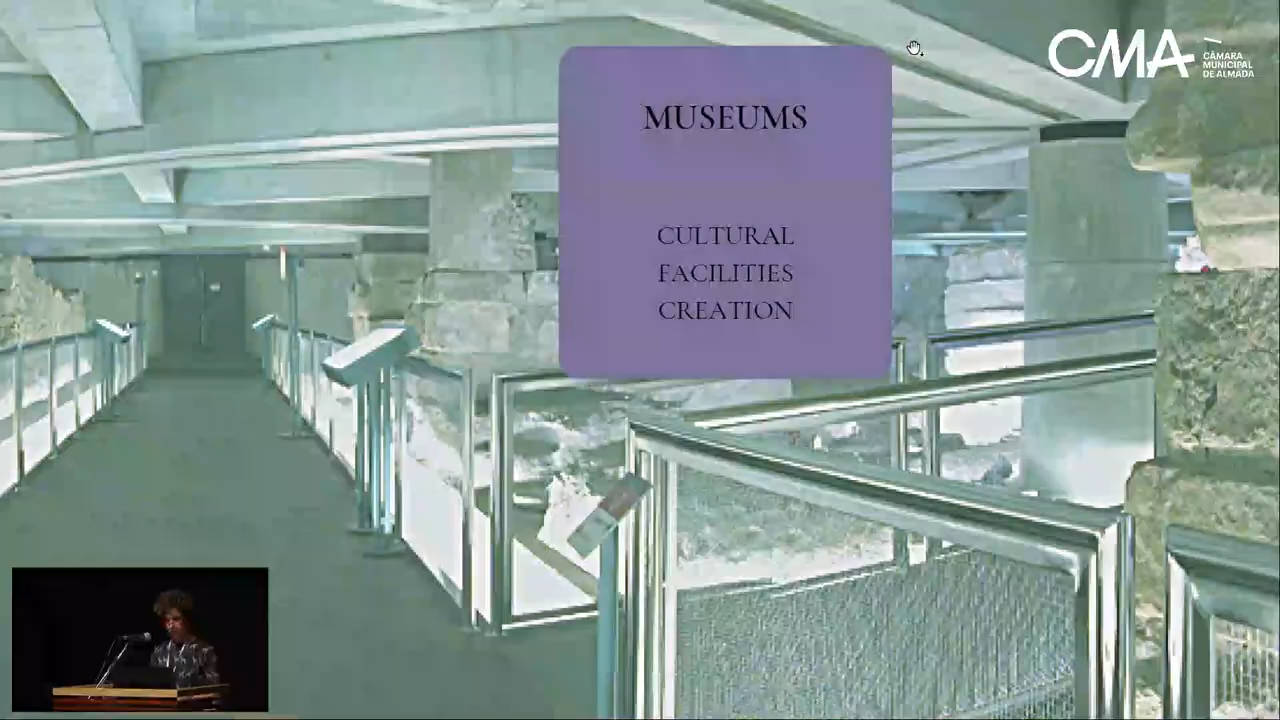 MUSEUMS
CULTURAL
FACILITIES
CREATION
CMA
CÂMARA
MUNICIPAL
DE ALMADA